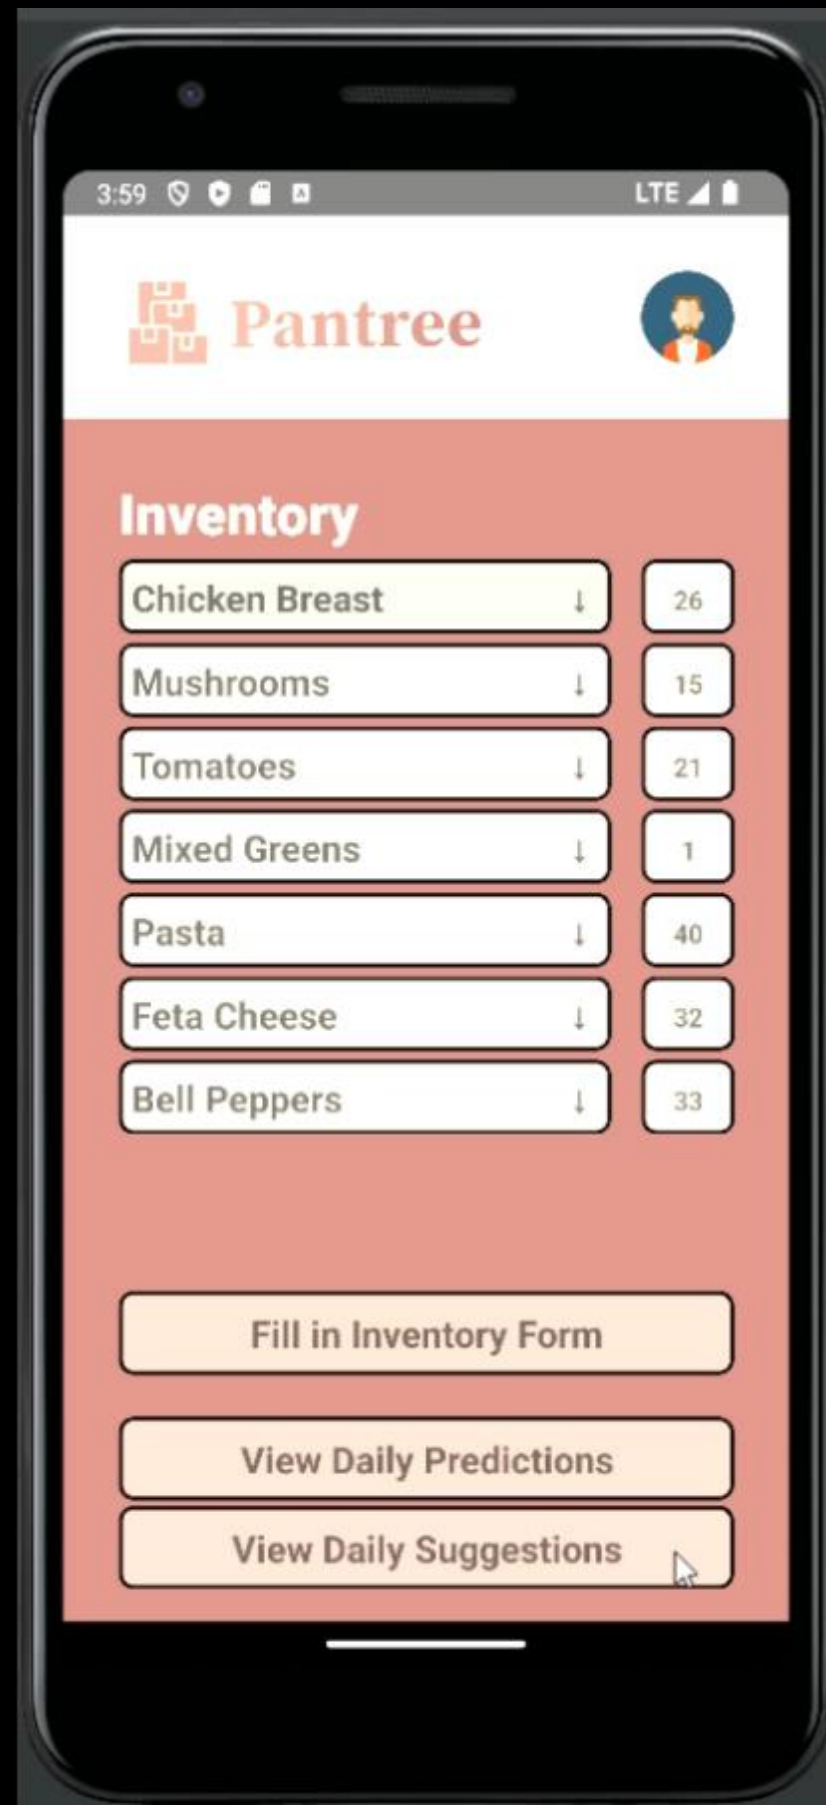 3:59 LTE
Pantree
Inventory
Chicken Breast ↓ 26
Mushrooms ↓ 15
Tomatoes ↓ 21
Mixed Greens ↓ 1
Pasta ↓ 40
Feta Cheese ↓ 32
Bell Peppers ↓ 33
Fill in Inventory Form
View Daily Predictions
View Daily Suggestions